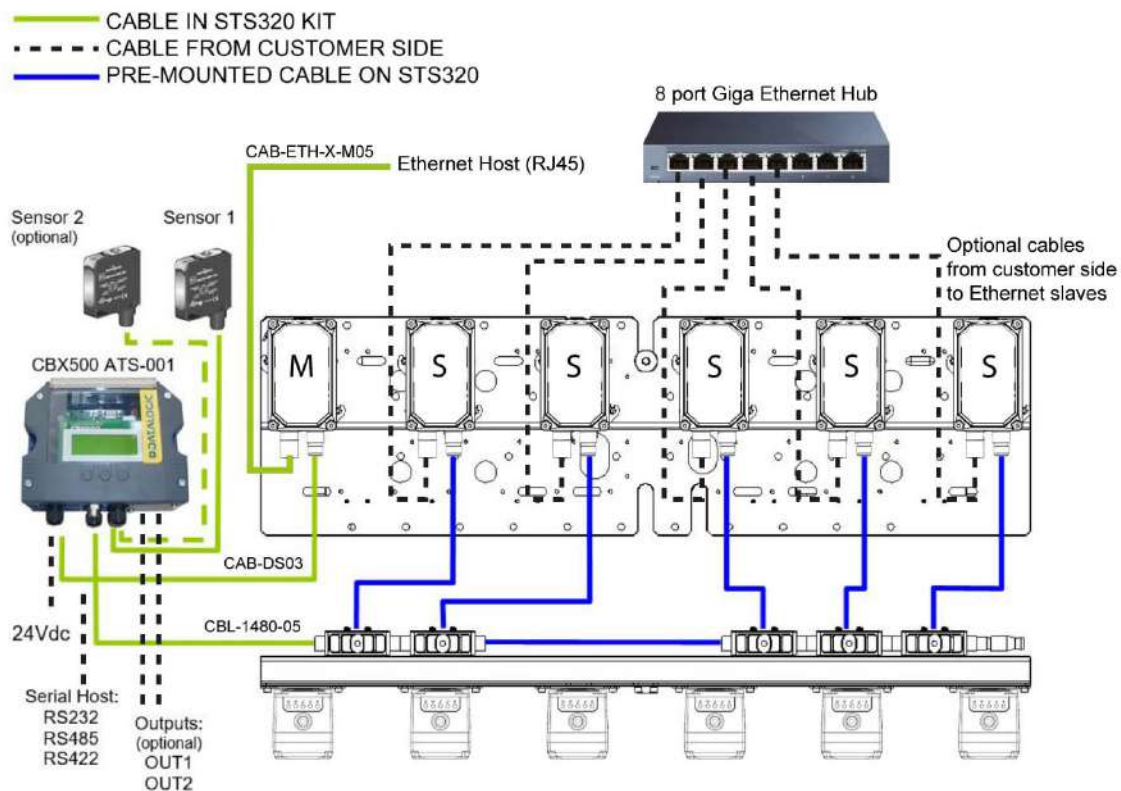 CABLE IN STS320 KIT
CABLE FROM CUSTOMER SIDE
PRE-MOUNTED CABLE ON STS320
8 port Giga Ethernet Hub
CAB-ETH-X-M05
Ethernet Host (RJ45)
Sensor 2
(optional)
Sensor 1
Optional cables
from customer side
to Ethernet slaves
CBX500 ATS-001
DATALOGIC
M
S
S
S
S
S
CAB-DS03
24Vdc
CBL-1480-05
Serial Host:
RS232
RS485
RS422
Outputs:
(optional)
OUT1
OUT2